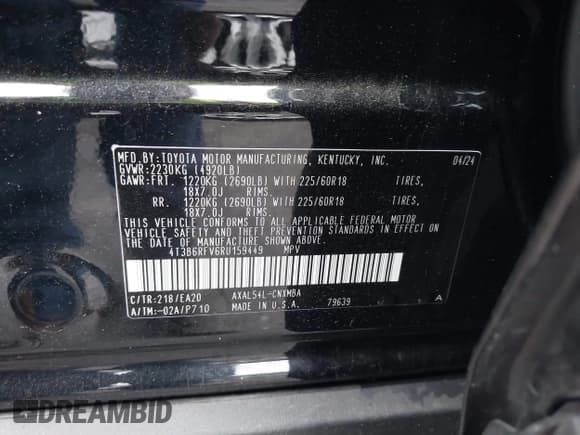 MFD. BY: TOYOTA MOTOR MANUFACTURING, KENTUCKY, INC. 04/24
GVWR: 2230KG (4920LB)
GAWR: FRT. 1220KG (2690LB) WITH 225/60R18 TIRES,
18X7.0J RIMS.
RR. 1220KG (2690LB) WITH 225/60R18 TIRES,
18X7.0J RIMS.
THIS VEHICLE CONFORMS TO ALL APPLICABLE FEDERAL MOTOR
VEHICLE SAFETY AND THEFT PREVENTION STANDARDS IN EFFECT ON
THE DATE OF MANUFACTURE SHOWN ABOVE.
4T3B6RFV6RU159449 MPV
C/TR: 218/EA20 AXAL54L-CNXMBA A
A/TM: -02A/P710 MADE IN U.S.A. 79639
DREAMBID